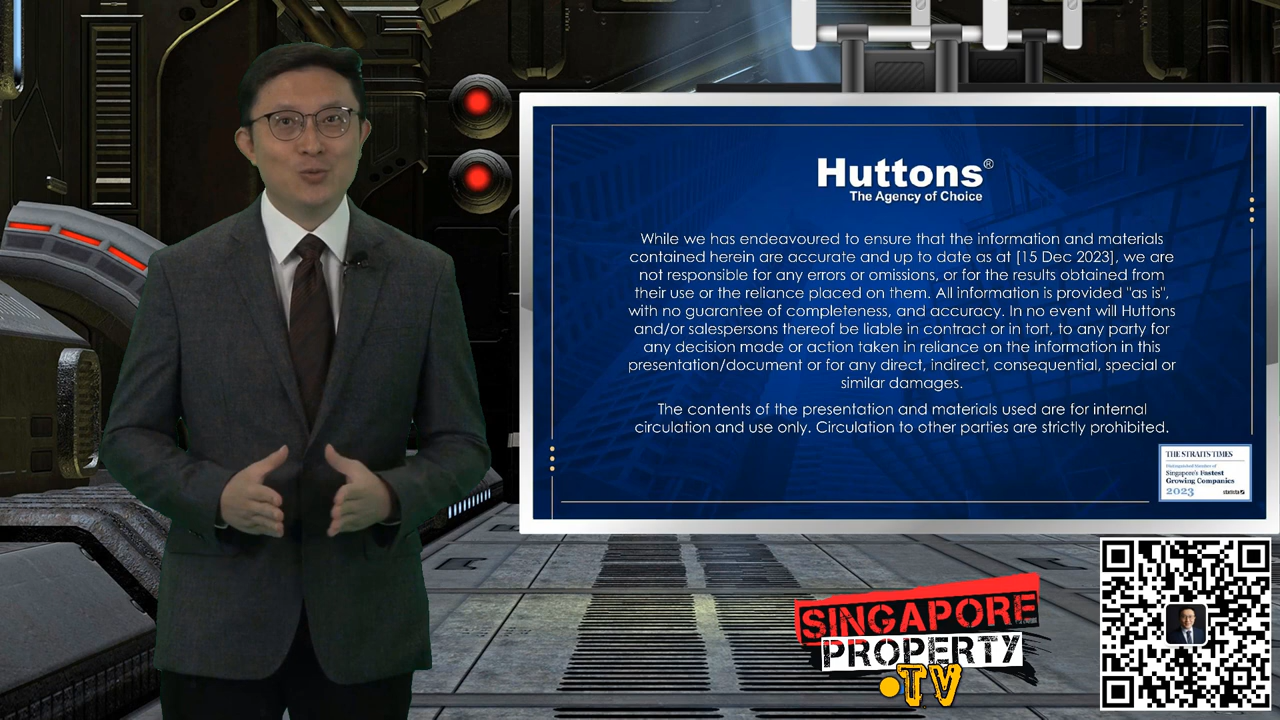 Huttons®
The Agency of Choice
While we has endeavoured to ensure that the information and materials
contained herein are accurate and up to date as at [15 Dec 2023], we are
not responsible for any errors or omissions, or for the results obtained from
their use or the reliance placed on them. All information is provided "as is",
with no guarantee of completeness, and accuracy. In no event will Huttons
and/or salespersons thereof be liable in contract or in tort, to any party for
any decision made or action taken in reliance on the information in this
presentation/document or for any direct, indirect, consequential, special or
similar damages.
The contents of the presentation and materials used are for internal
circulation and use only. Circulation to other parties are strictly prohibited.
THE STRAITS TIMES
Distinguished Member of
Singapore's Fastest
Growing Companies
2023
statista
SINGAPORE
PROPERTY
.TV